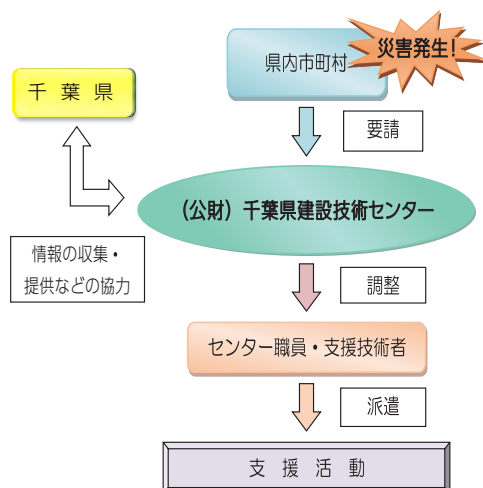 災害発生!
県内市町村
千葉県
要請
(公財)千葉県建設技術センター
情報の収集・
提供などの協力
調整
センター職員・支援技術者
派遣
支援活動